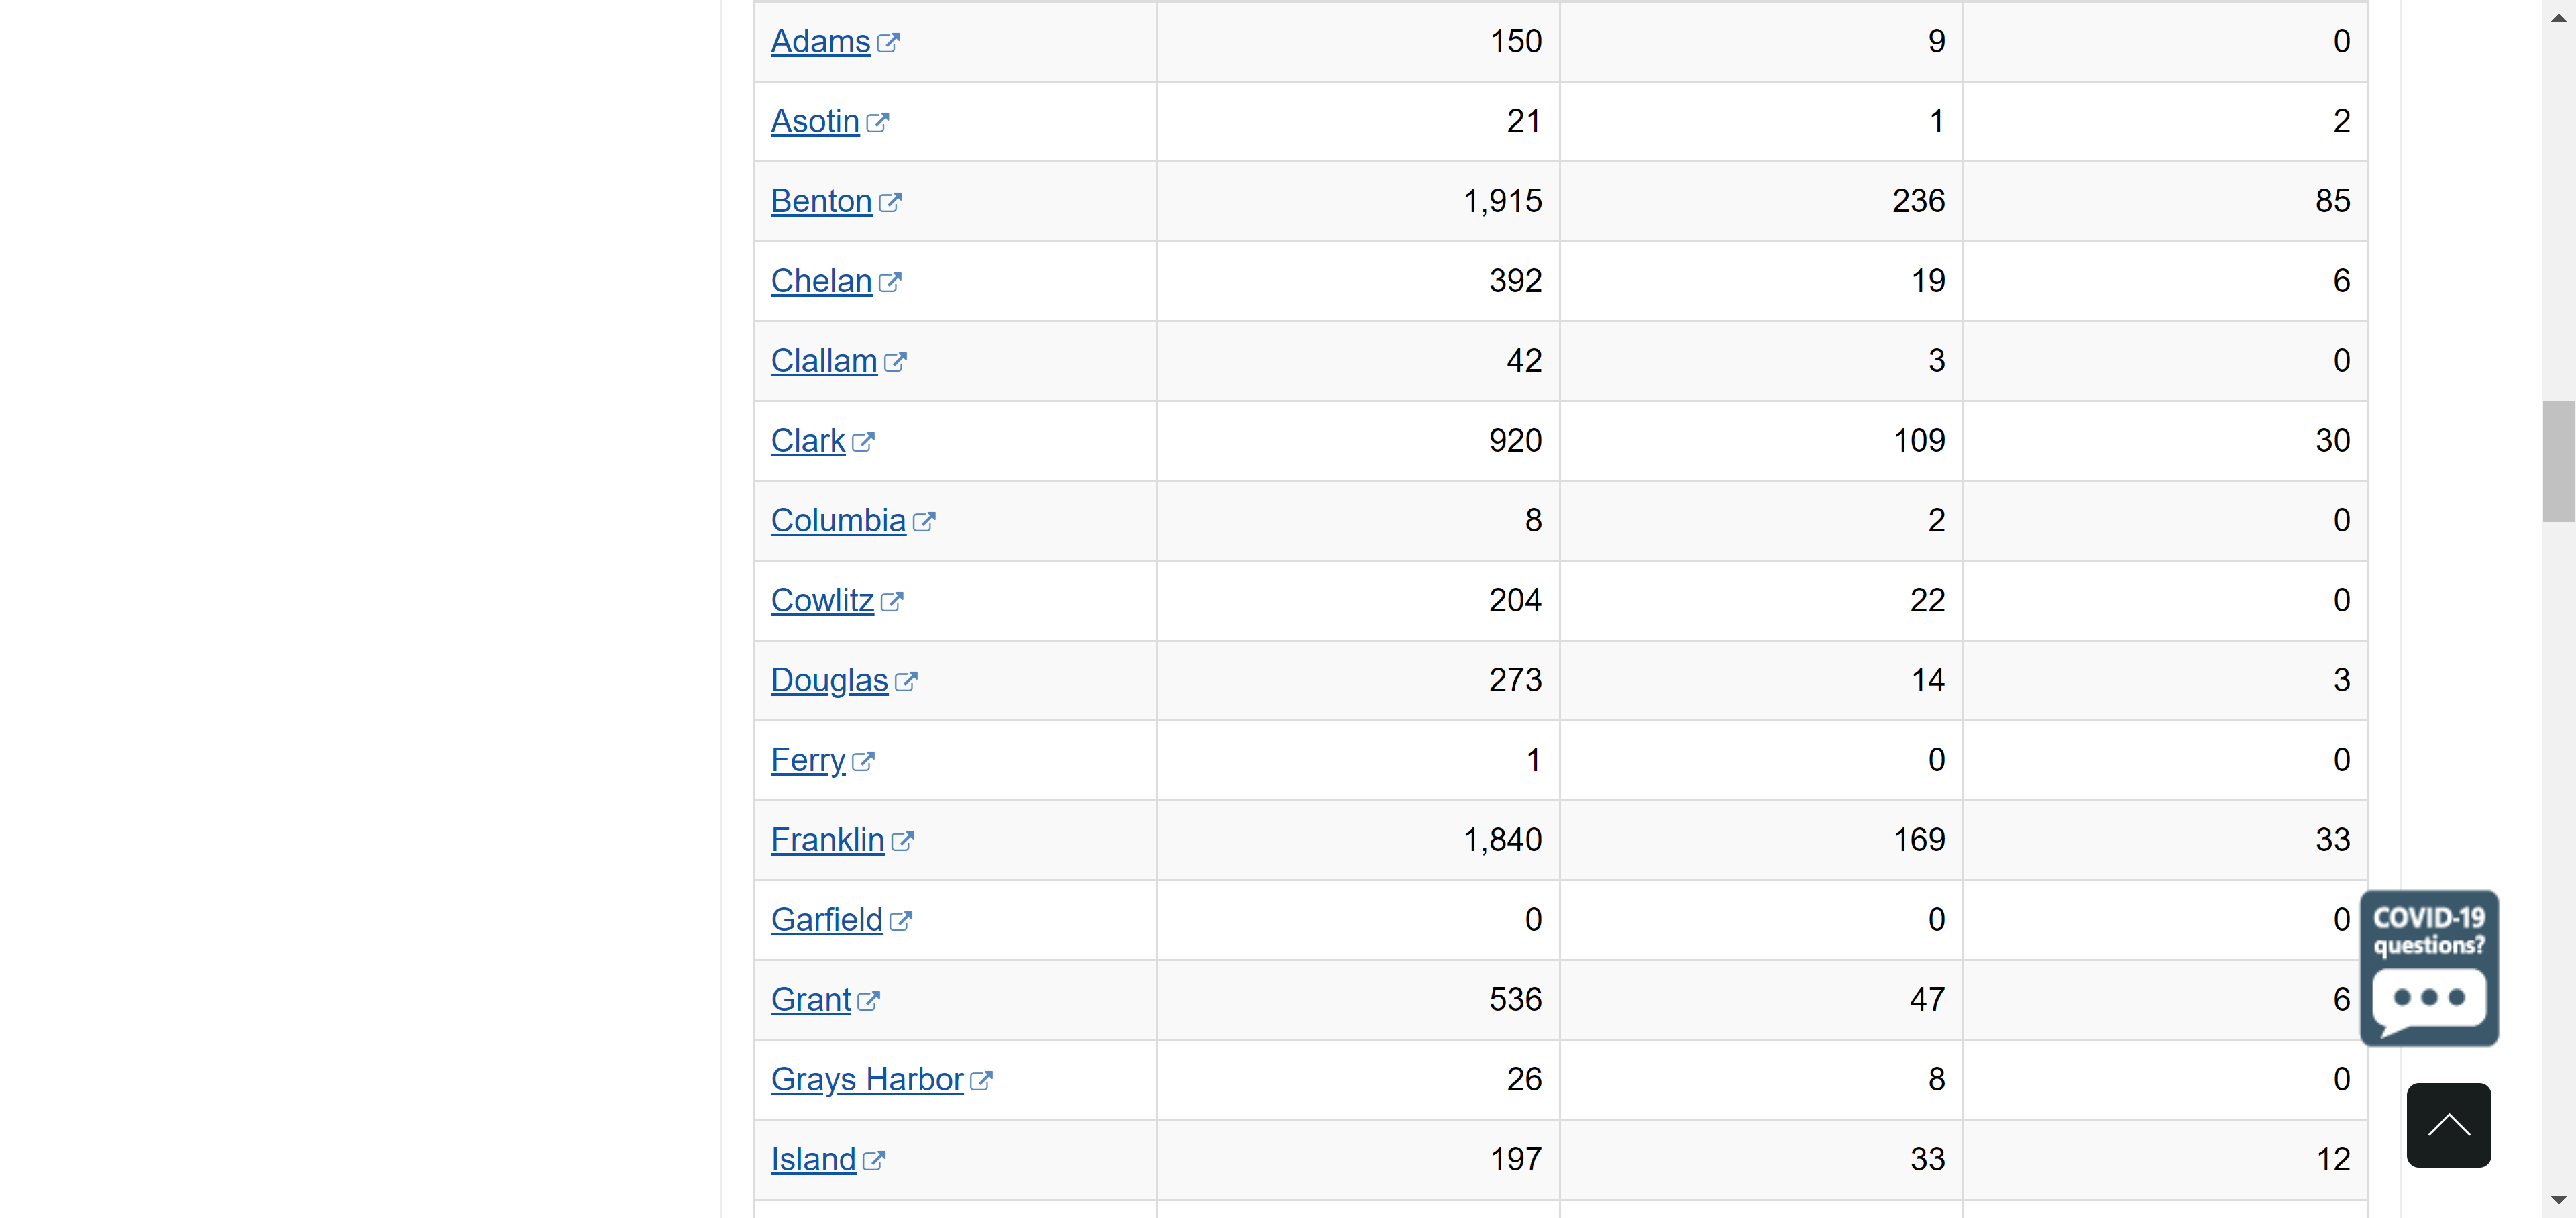 Adams 150 9 0
Asotin 21 1 2
Benton 1,915 236 85
Chelan 392 19 6
Clallam 42 3 0
Clark 920 109 30
Columbia 8 2 0
Cowlitz 204 22 0
Douglas 273 14 3
Ferry 1 0 0
Franklin 1,840 169 33
Garfield 0 0 0
Grant 536 47 6
Grays Harbor 26 8 0
Island 197 33 12
COVID-19
questions?